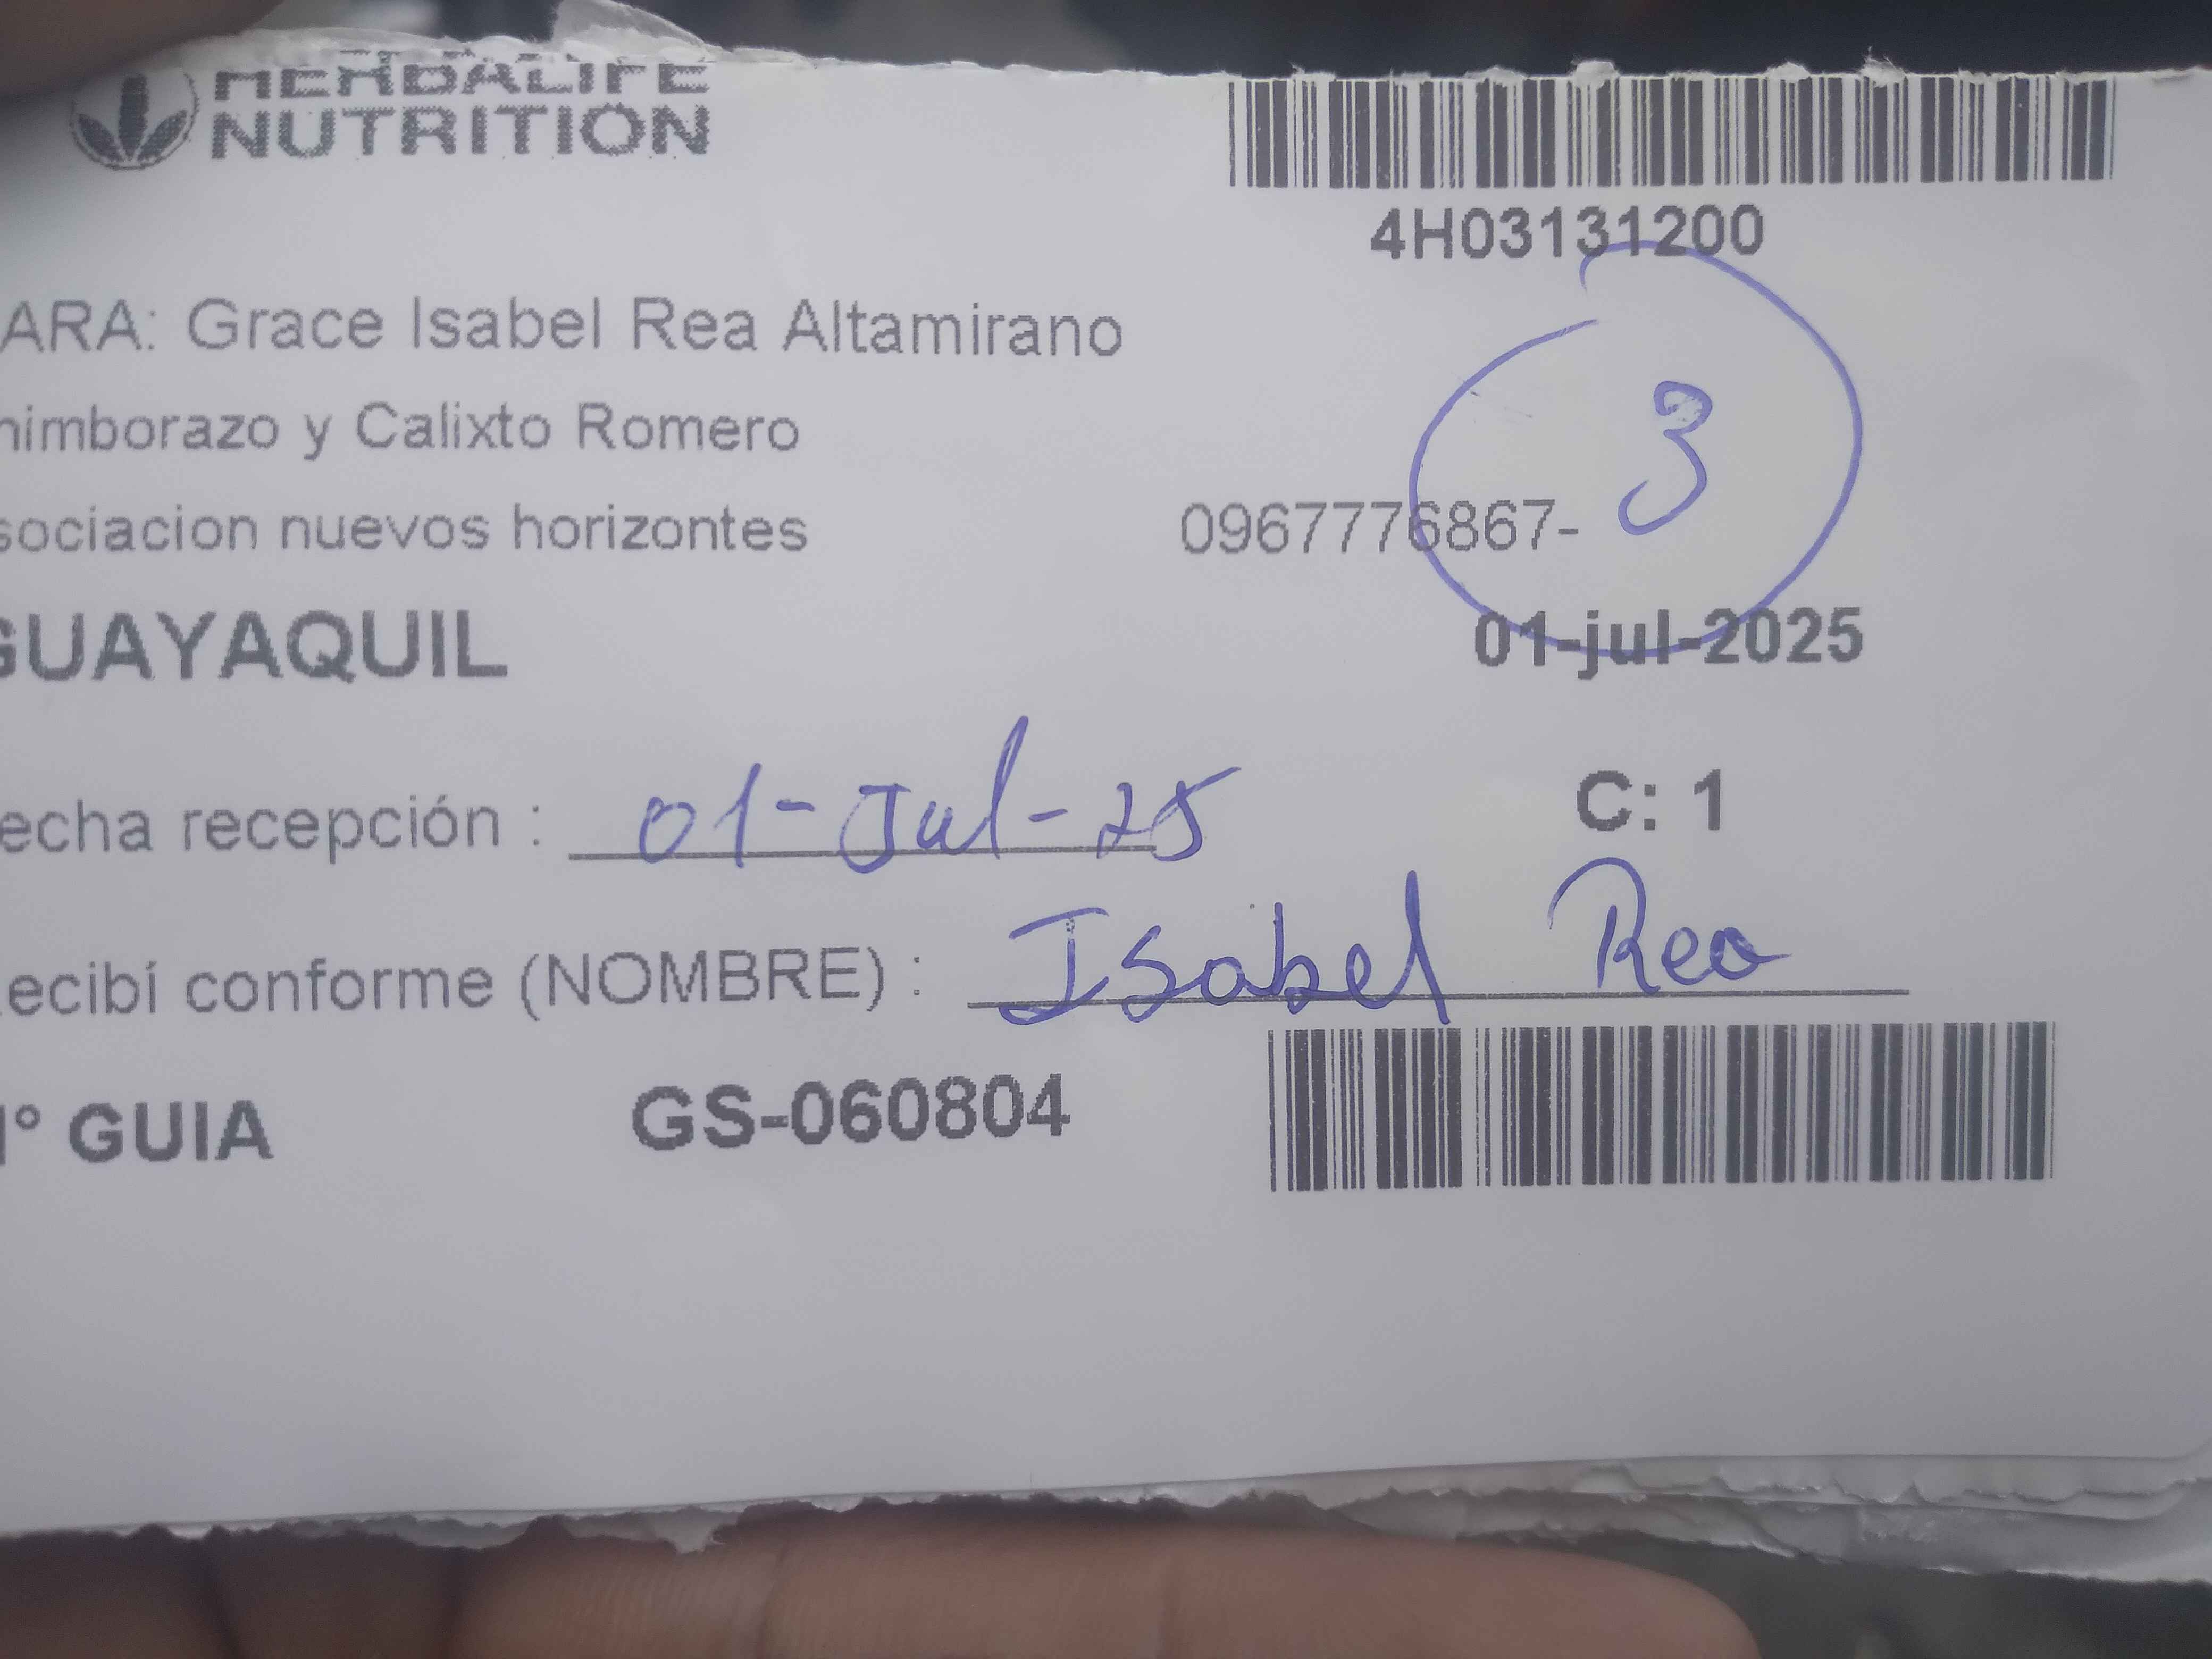 HERBALIFE
NUTRITION
4H03131200
ARA: Grace Isabel Rea Altamirano
himborazo y Calixto Romero
3
sociacion nuevos horizontes 0967776867-
GUAYAQUIL 01-jul-2025
echa recepción : 01-Jul-25 C: 1
ecibí conforme (NOMBRE) : Isabel Rea
N° GUIA GS-060804